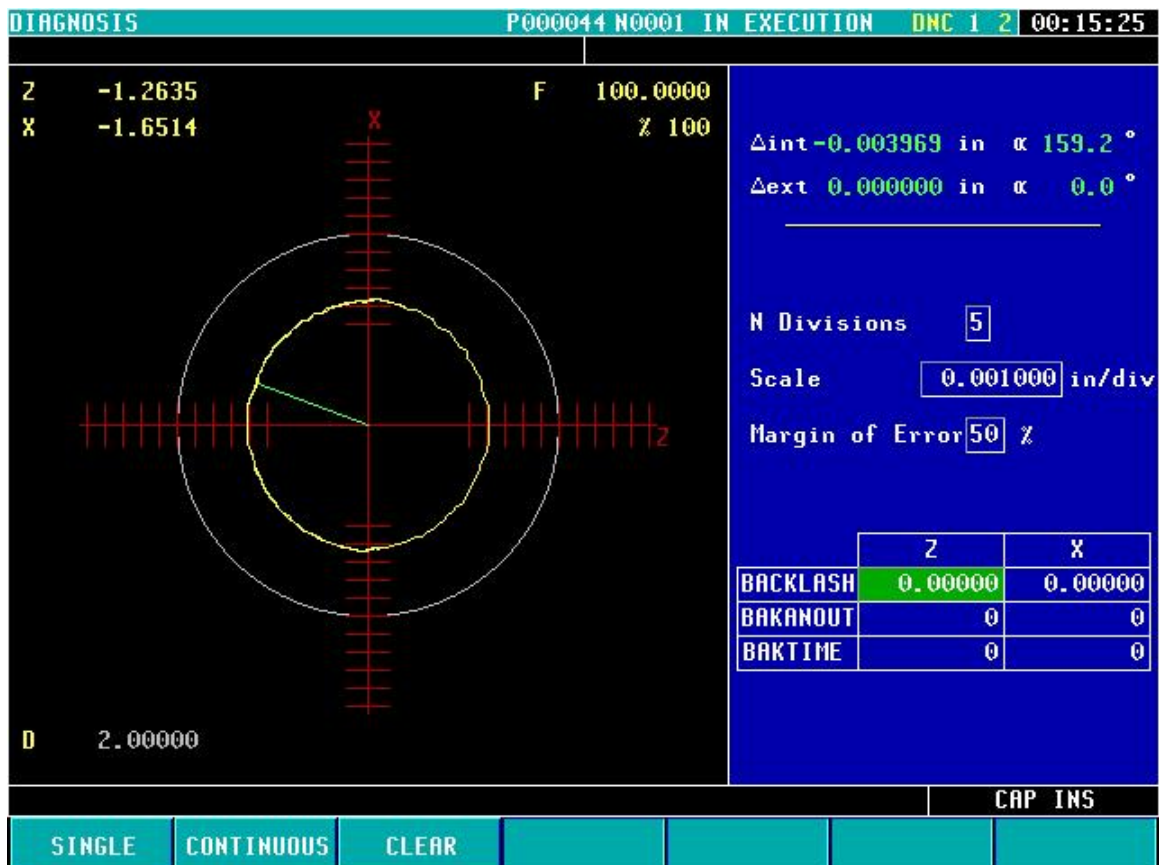 DIAGNOSIS P000044 N0001 IN EXECUTION DNC 1 2 00:15:25
Z -1.2635 F 100.0000
X -1.6514 % 100
X
Z
D 2.00000
Δint -0.003969 in α 159.2 °
Δext 0.000000 in α 0.0 °
N Divisions 5
Scale 0.001000 in/div
Margin of Error 50 %
Z X
BACKLASH 0.00000 0.00000
BAKANOUT 0 0
BAKTIME 0 0
CAP INS
SINGLE CONTINUOUS CLEAR